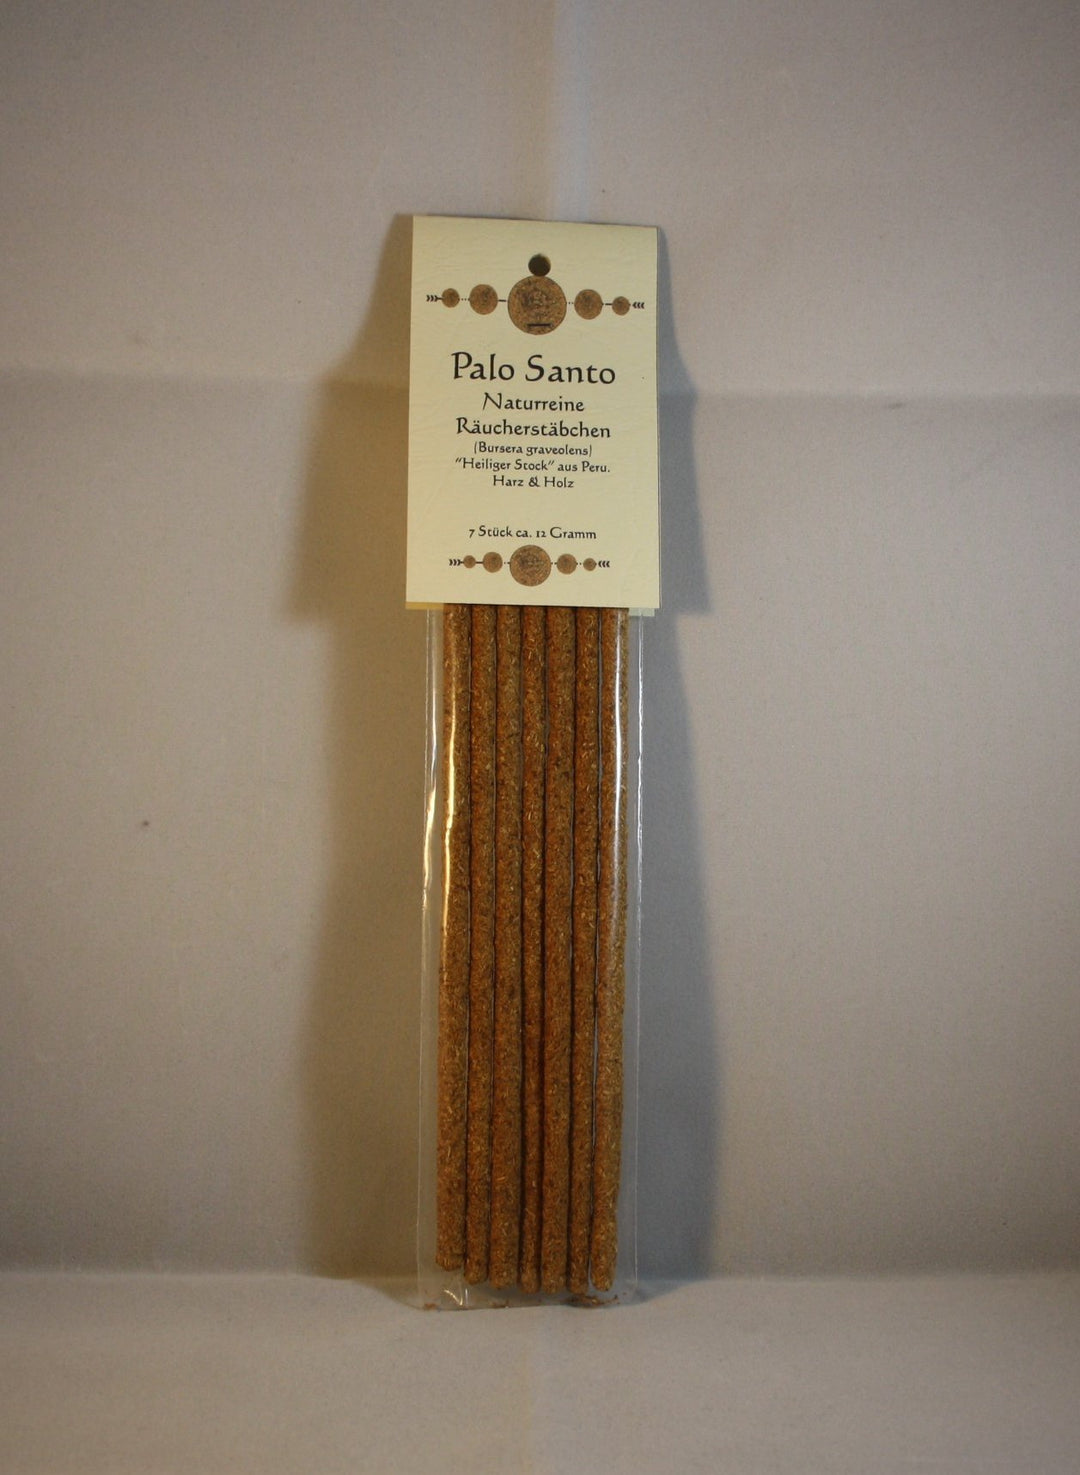 Palo Santo
Naturreine
Räucherstäbchen
(Bursera graveolens)
"Heiliger Stock" aus Peru.
Harz & Holz
7 Stück ca. 12 Gramm